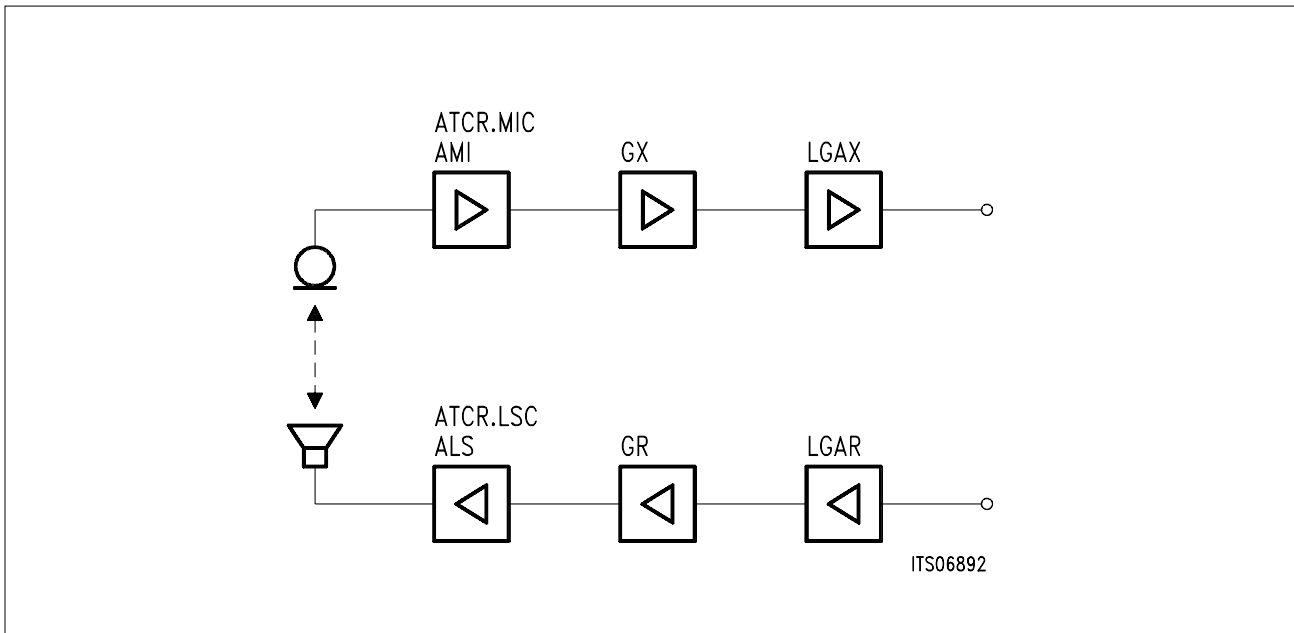 ATCR.MIC
AMI
GX
LGAX
ATCR.LSC
ALS
GR
LGAR
ITS06892